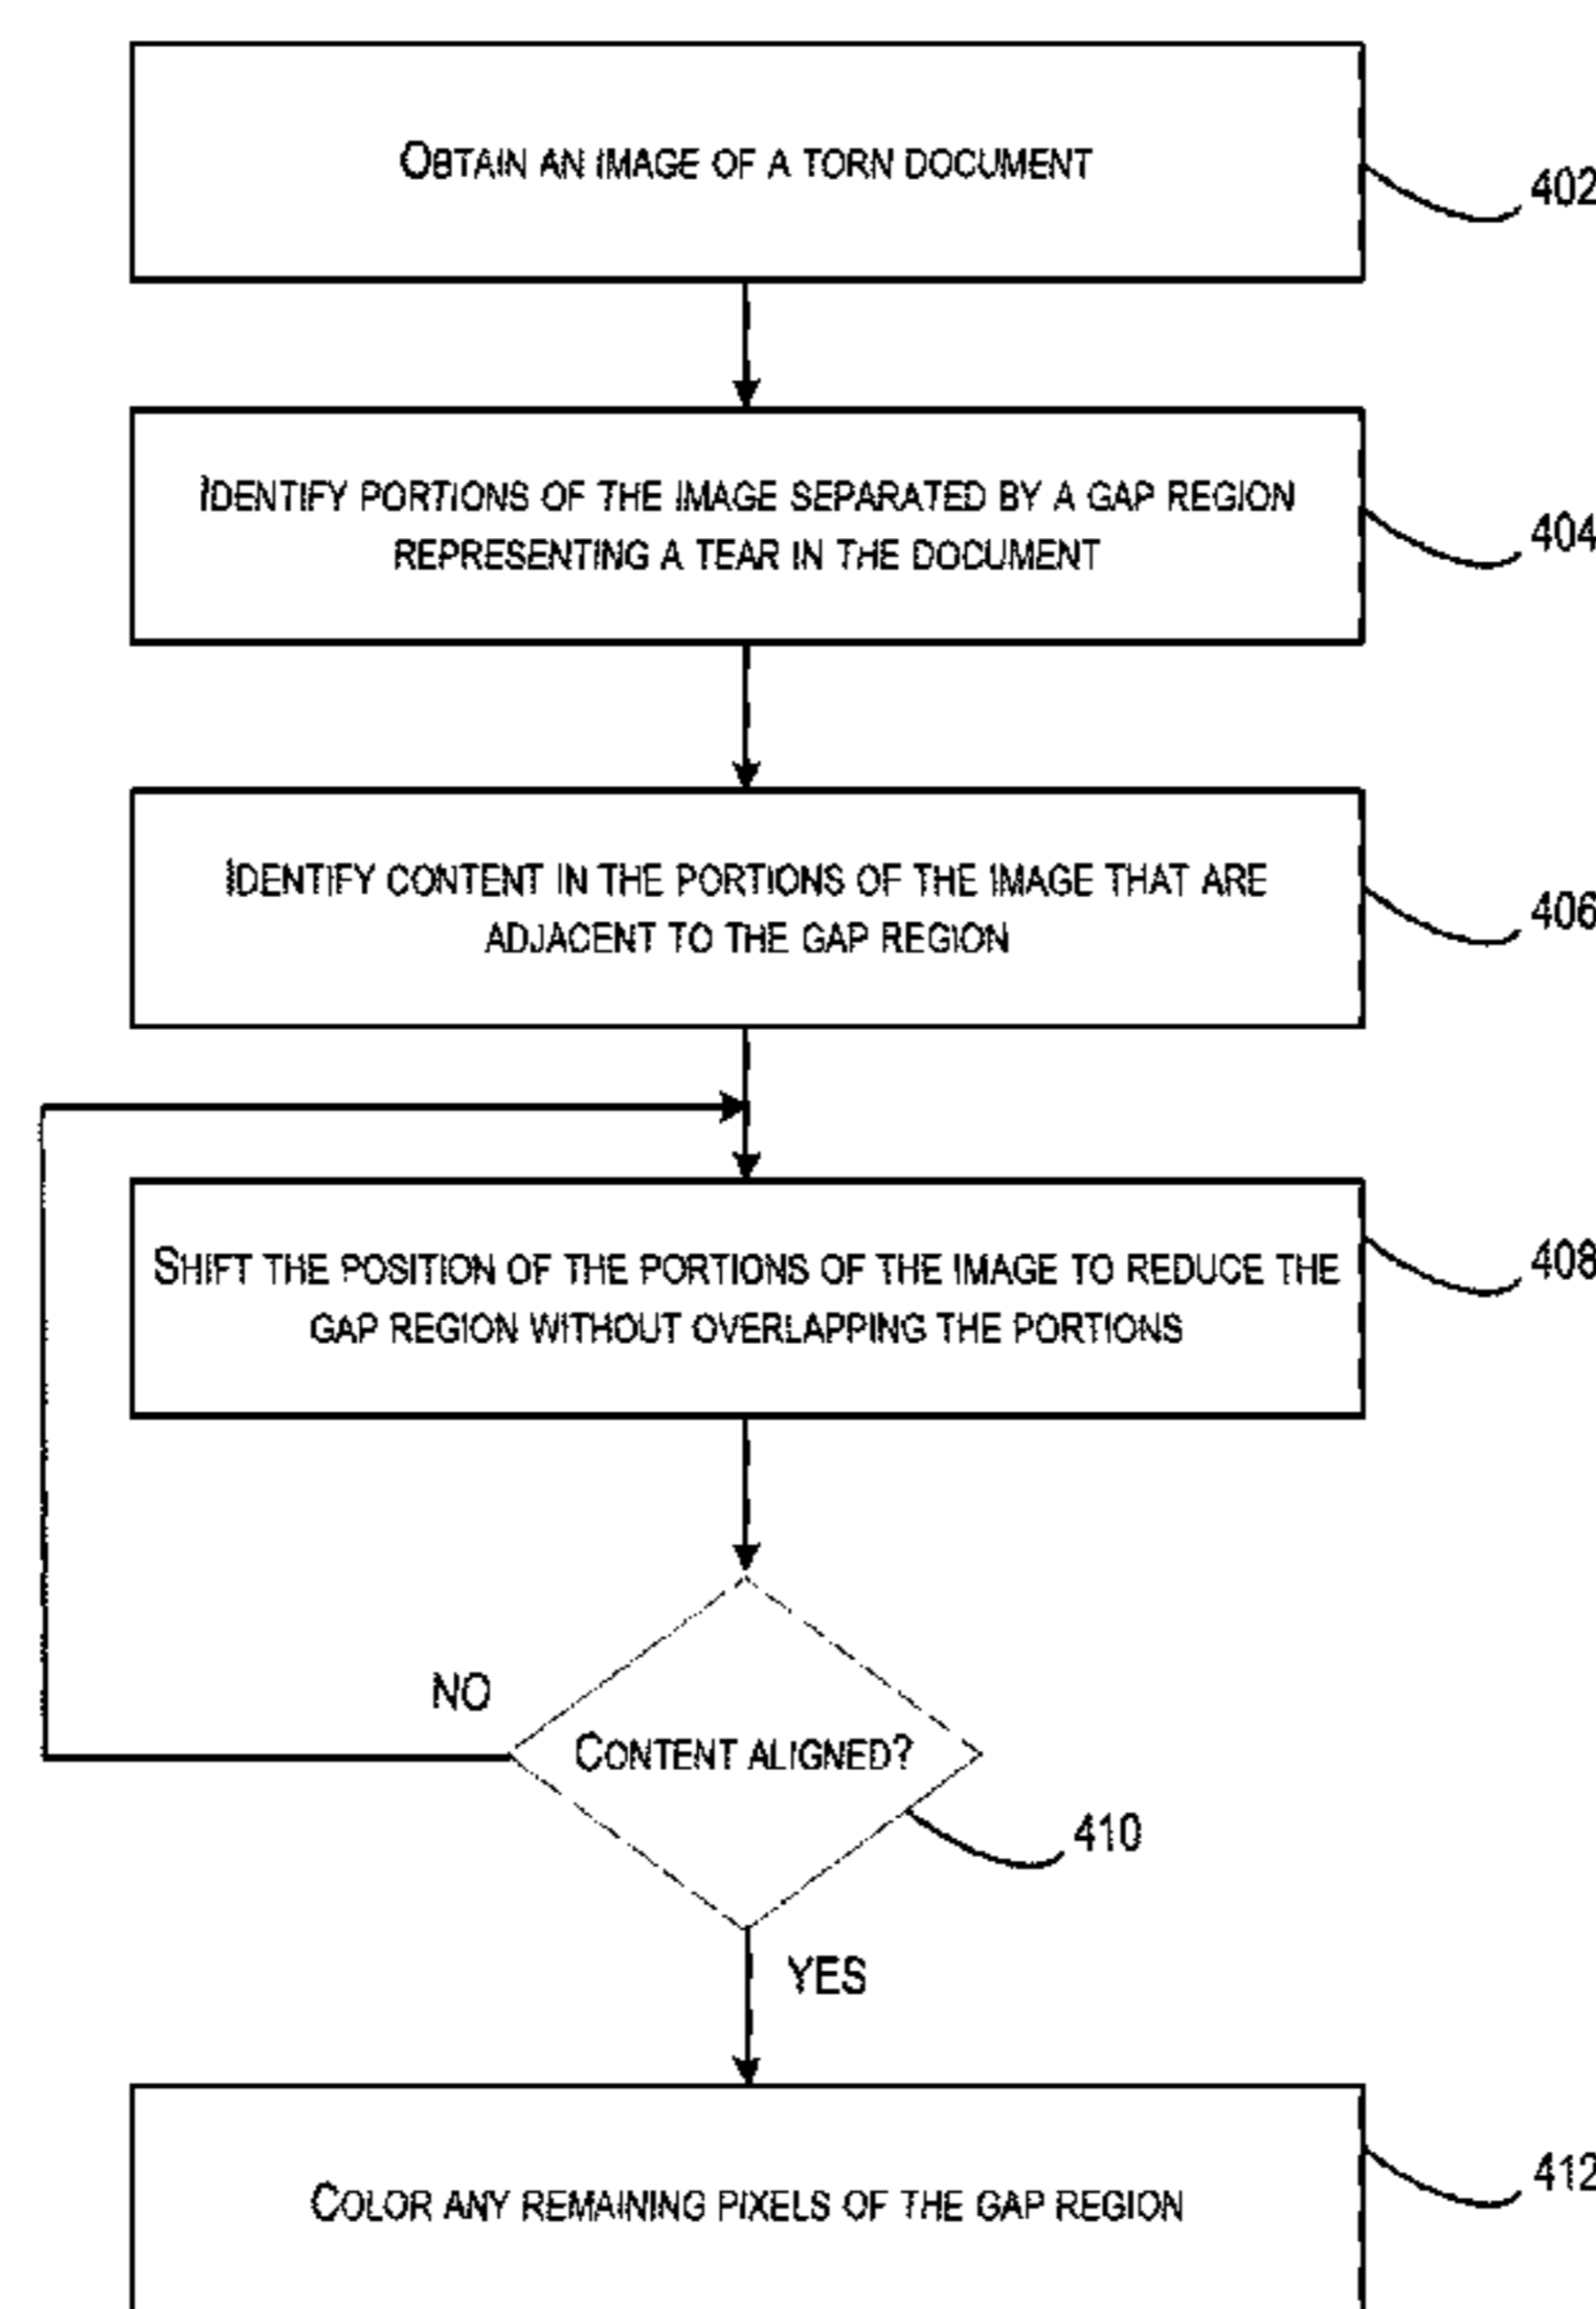 OBTAIN AN IMAGE OF A TORN DOCUMENT
402
IDENTIFY PORTIONS OF THE IMAGE SEPARATED BY A GAP REGION
REPRESENTING A TEAR IN THE DOCUMENT
404
IDENTIFY CONTENT IN THE PORTIONS OF THE IMAGE THAT ARE
ADJACENT TO THE GAP REGION
406
SHIFT THE POSITION OF THE PORTIONS OF THE IMAGE TO REDUCE THE
GAP REGION WITHOUT OVERLAPPING THE PORTIONS
408
NO
CONTENT ALIGNED?
410
YES
COLOR ANY REMAINING PIXELS OF THE GAP REGION
412